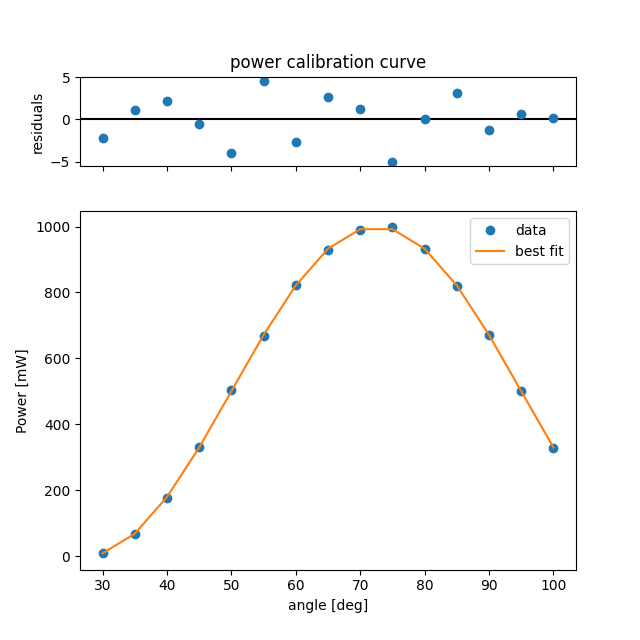 power calibration curve
residuals
5
0
−5
Power [mW]
1000
800
600
400
200
0
data
best fit
30 40 50 60 70 80 90 100
angle [deg]